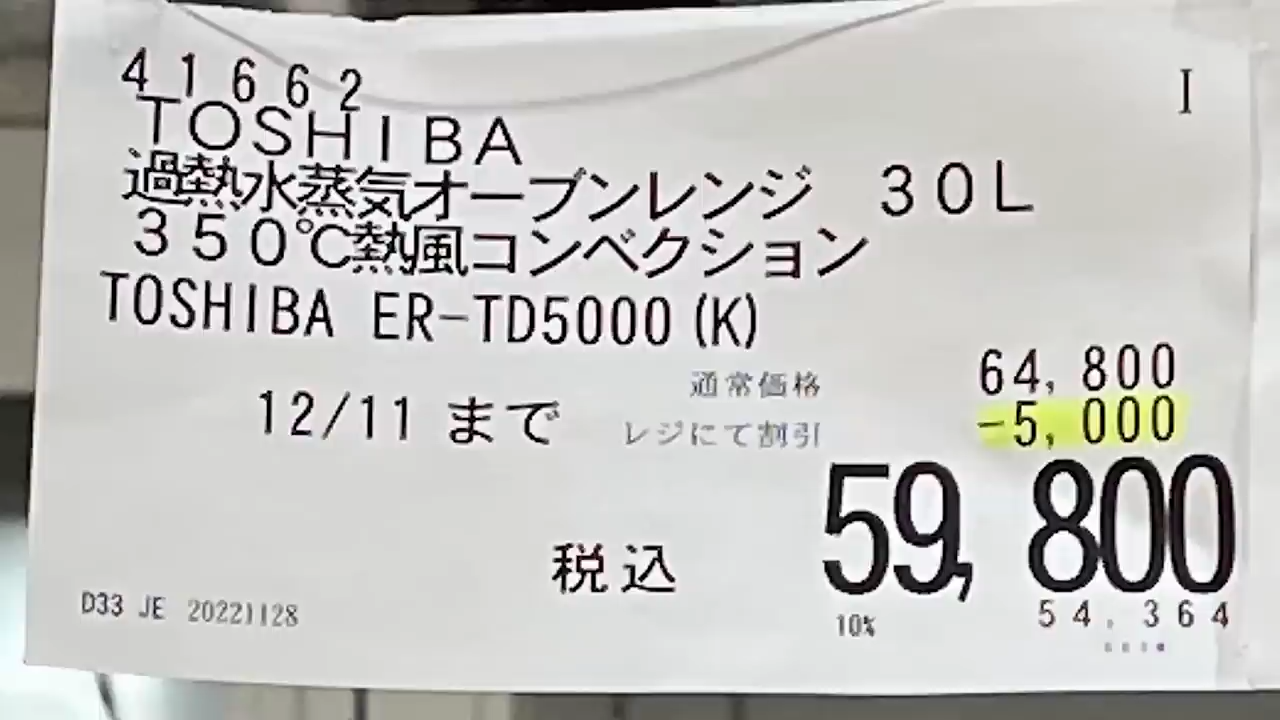 41662
I
TOSHIBA
過熱水蒸気オーブンレンジ 30L
350℃熱風コンベクション
TOSHIBA ER-TD5000 (K)
通常価格 64,800
12/11 まで レジにて割引 -5,000
税込 59,800
D33 JE 20221128
10% 54,364